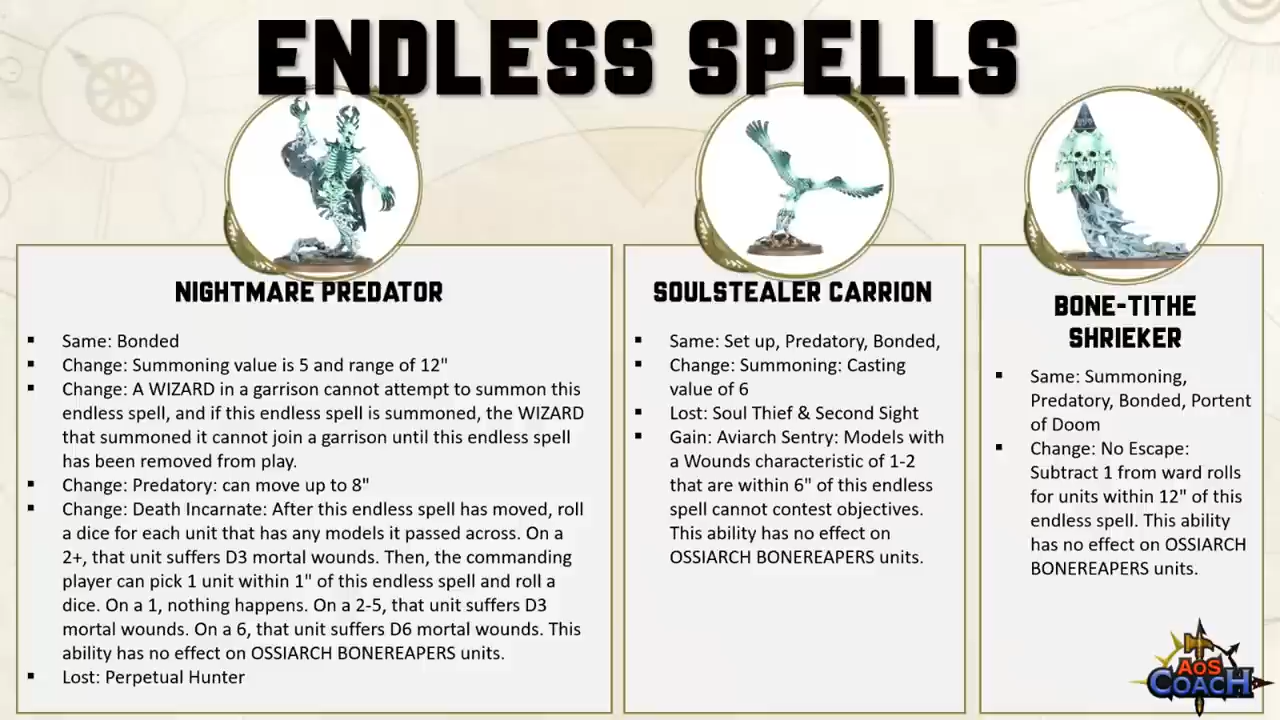 ENDLESS SPELLS
NIGHTMARE PREDATOR
▪ Same: Bonded
▪ Change: Summoning value is 5 and range of 12"
▪ Change: A WIZARD in a garrison cannot attempt to summon this
endless spell, and if this endless spell is summoned, the WIZARD
that summoned it cannot join a garrison until this endless spell
has been removed from play.
▪ Change: Predatory: can move up to 8"
▪ Change: Death Incarnate: After this endless spell has moved, roll
a dice for each unit that has any models it passed across. On a
2+, that unit suffers D3 mortal wounds. Then, the commanding
player can pick 1 unit within 1" of this endless spell and roll a
dice. On a 1, nothing happens. On a 2-5, that unit suffers D3
mortal wounds. On a 6, that unit suffers D6 mortal wounds. This
ability has no effect on OSSIARCH BONEREAPERS units.
▪ Lost: Perpetual Hunter
SOULSTEALER CARRION
▪ Same: Set up, Predatory, Bonded,
▪ Change: Summoning: Casting
value of 6
▪ Lost: Soul Thief & Second Sight
▪ Gain: Aviarch Sentry: Models with
a Wounds characteristic of 1-2
that are within 6" of this endless
spell cannot contest objectives.
This ability has no effect on
OSSIARCH BONEREAPERS units.
BONE-TITHE
SHRIEKER
▪ Same: Summoning,
Predatory, Bonded, Portent
of Doom
▪ Change: No Escape:
Subtract 1 from ward rolls
for units within 12" of this
endless spell. This ability
has no effect on OSSIARCH
BONEREAPERS units.
AoS
COACH